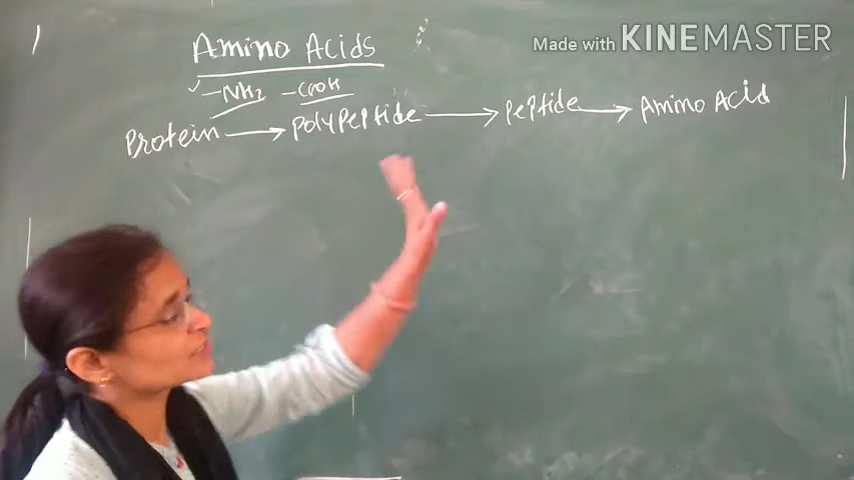 Made with KINEMASTER
Amino Acids
✓ -NH₂ -COOH
Protein → PolyPePtide → PePtide → Amino Acid